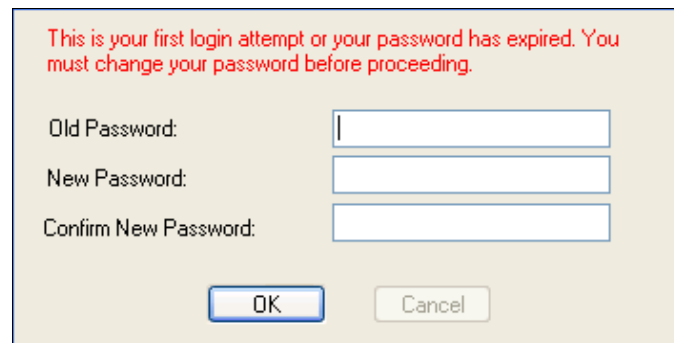 This is your first login attempt or your password has expired. You
must change your password before proceeding.
Old Password:
New Password:
Confirm New Password:
OK Cancel